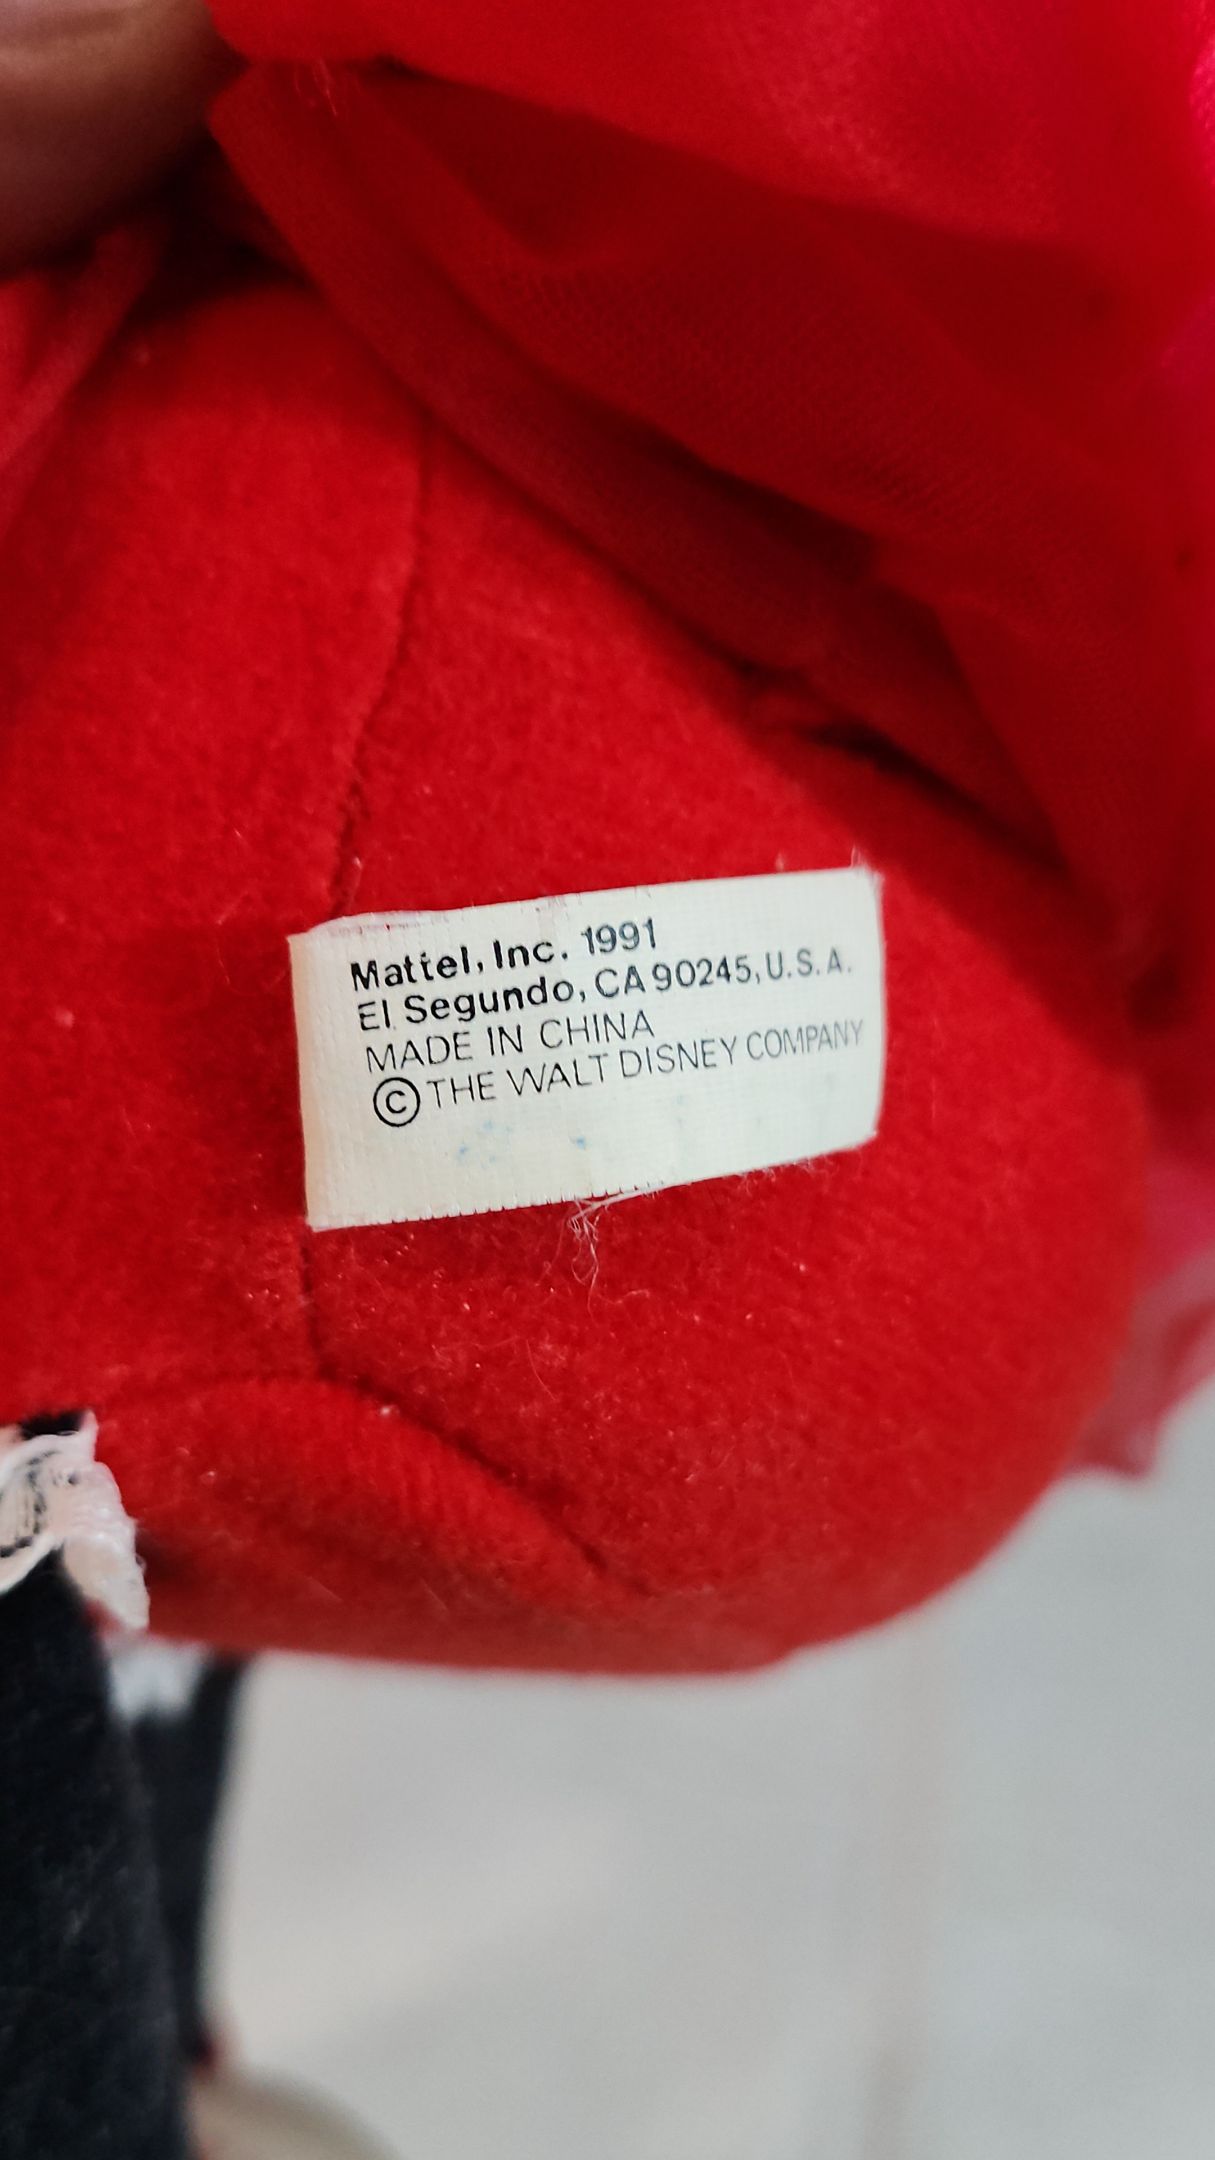 Mattel, Inc. 1991
El Segundo, CA 90245, U.S.A.
MADE IN CHINA
© THE WALT DISNEY COMPANY